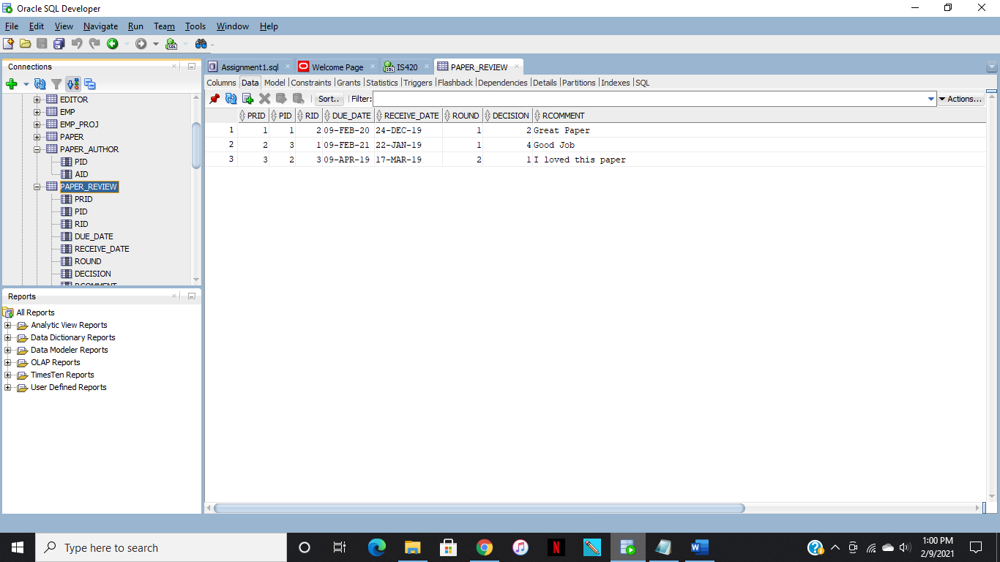 Oracle SQL Developer
File Edit View Navigate Run Team Tools Window Help
Connections
EDITOR
EMP
EMP_PROJ
PAPER
PAPER_AUTHOR
PID
AID
PAPER_REVIEW
PRID
PID
RID
DUE_DATE
RECEIVE_DATE
ROUND
DECISION
RCOMMENT
Reports
All Reports
Analytic View Reports
Data Dictionary Reports
Data Modeler Reports
OLAP Reports
TimesTen Reports
User Defined Reports
Assignment1.sql Welcome Page IS420 PAPER_REVIEW
Columns Data Model Constraints Grants Statistics Triggers Flashback Dependencies Details Partitions Indexes SQL
Sort.. Filter: Actions...
PRID PID RID DUE_DATE RECEIVE_DATE ROUND DECISION RCOMMENT
1 1 1 2 09-FEB-20 24-DEC-19 1 2 Great Paper
2 2 3 1 09-FEB-21 22-JAN-19 1 4 Good Job
3 3 2 3 09-APR-19 17-MAR-19 2 1 I loved this paper
Type here to search
1:00 PM
2/9/2021